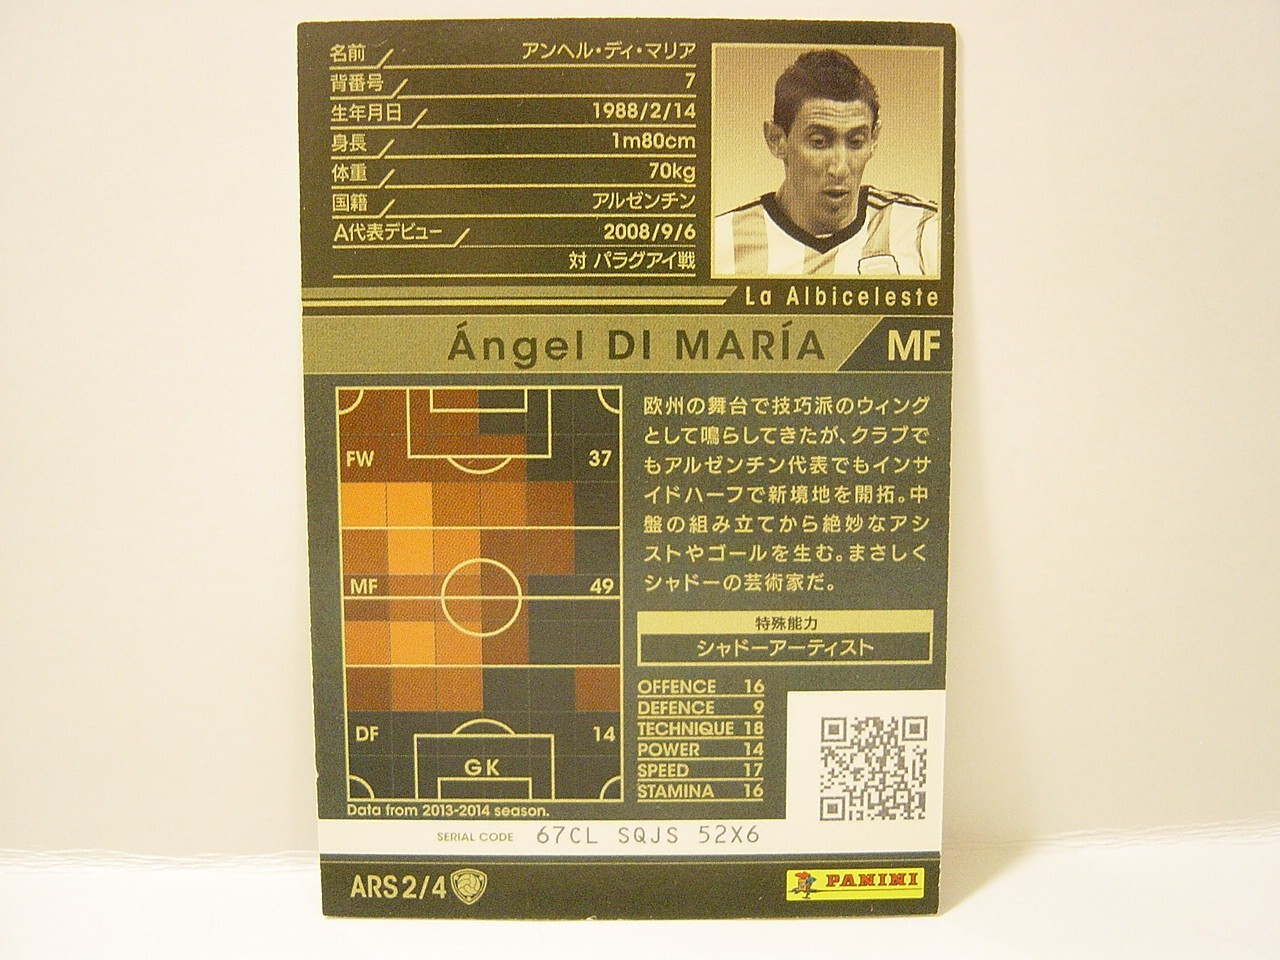 名前 アンヘル・ディ・マリア
背番号 7
生年月日 1988/2/14
身長 1m80cm
体重 70kg
国籍 アルゼンチン
A代表デビュー 2008/9/6
対 パラグアイ戦
La Albiceleste
Ángel DI MARÍA MF
FW 37
MF 49
DF 14
GK
Data from 2013-2014 season.
欧州の舞台で技巧派のウィング
として鳴らしてきたが、クラブで
もアルゼンチン代表でもインサ
イドハーフで新境地を開拓。中
盤の組み立てから絶妙なアシ
ストやゴールを生む。まさしく
シャドーの芸術家だ。
特殊能力
シャドーアーティスト
OFFENCE 16
DEFENCE 9
TECHNIQUE 18
POWER 14
SPEED 17
STAMINA 16
SERIAL CODE 67CL SQJS 52X6
ARS 2/4
PANINI